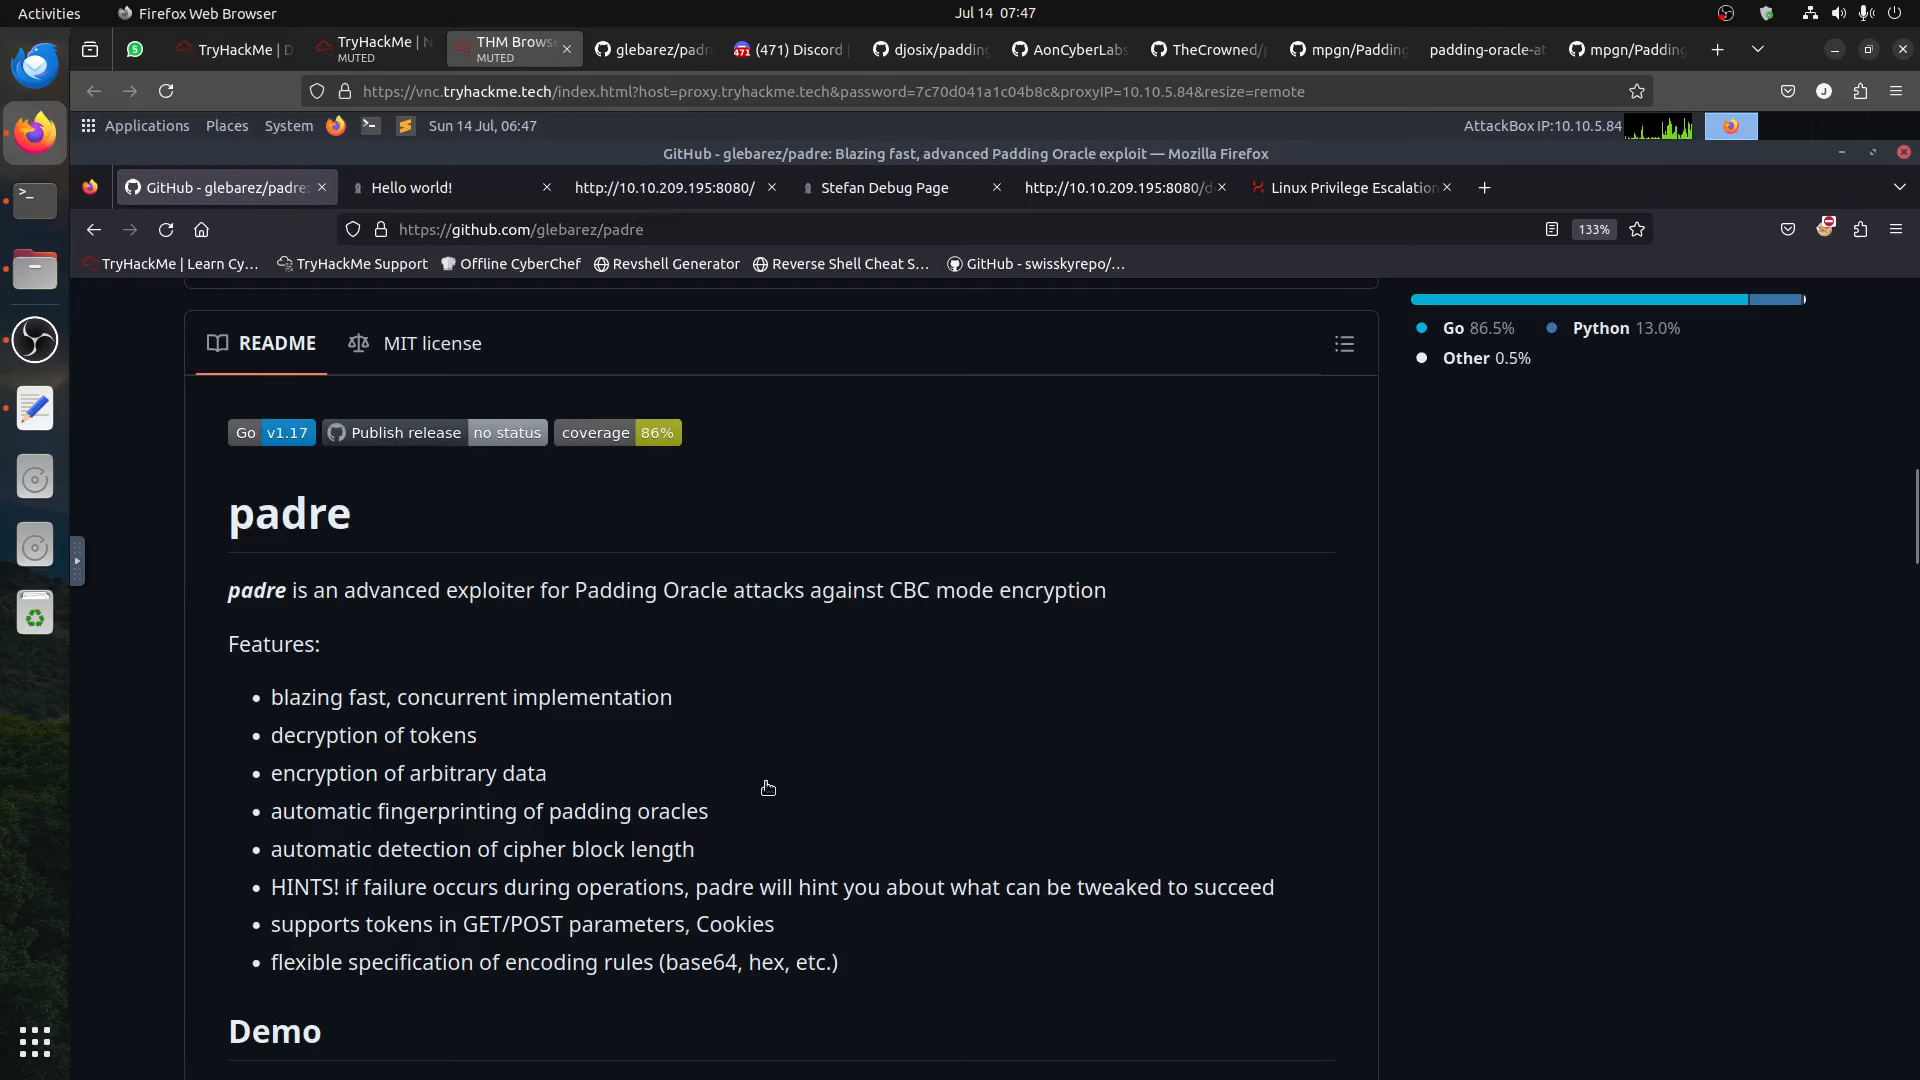 Activities
Firefox Web Browser
Jul 14 07:47
TryHackMe | D
TryHackMe | N
MUTED
THM Brows
MUTED
glebarez/padr
(471) Discord
djosix/padding
AonCyberLabs
TheCrowned/p
mpgn/Padding
padding-oracle-at
mpgn/Padding
https://vnc.tryhackme.tech/index.html?host=proxy.tryhackme.tech&password=7c70d041a1c04b8c&proxyIP=10.10.5.84&resize=remote
Applications
Places
System
Sun 14 Jul, 06:47
AttackBox IP:10.10.5.84
GitHub - glebarez/padre: Blazing fast, advanced Padding Oracle exploit — Mozilla Firefox
GitHub - glebarez/padre:
Hello world!
http://10.10.209.195:8080/
Stefan Debug Page
http://10.10.209.195:8080/d
Linux Privilege Escalation
https://github.com/glebarez/padre
133%
TryHackMe | Learn Cy...
TryHackMe Support
Offline CyberChef
Revshell Generator
Reverse Shell Cheat S...
GitHub - swisskyrepo/...
README
MIT license
Go 86.5%
Python 13.0%
Other 0.5%
Go v1.17
Publish release no status
coverage 86%
padre
padre is an advanced exploiter for Padding Oracle attacks against CBC mode encryption
Features:
• blazing fast, concurrent implementation
• decryption of tokens
• encryption of arbitrary data
• automatic fingerprinting of padding oracles
• automatic detection of cipher block length
• HINTS! if failure occurs during operations, padre will hint you about what can be tweaked to succeed
• supports tokens in GET/POST parameters, Cookies
• flexible specification of encoding rules (base64, hex, etc.)
Demo